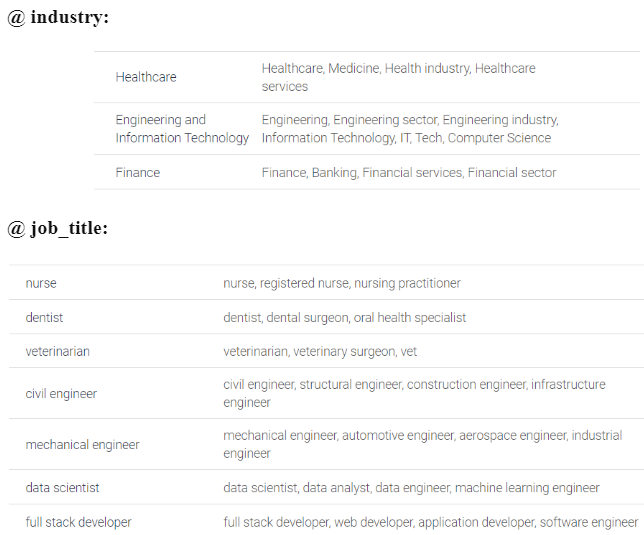 @ industry:
Healthcare
Healthcare, Medicine, Health industry, Healthcare
services
Engineering and
Information Technology
Engineering, Engineering sector, Engineering industry,
Information Technology, IT, Tech, Computer Science
Finance
Finance, Banking, Financial services, Financial sector
@ job_title:
nurse
nurse, registered nurse, nursing practitioner
dentist
dentist, dental surgeon, oral health specialist
veterinarian
veterinarian, veterinary surgeon, vet
civil engineer
civil engineer, structural engineer, construction engineer, infrastructure
engineer
mechanical engineer
mechanical engineer, automotive engineer, aerospace engineer, industrial
engineer
data scientist
data scientist, data analyst, data engineer, machine learning engineer
full stack developer
full stack developer, web developer, application developer, software engineer